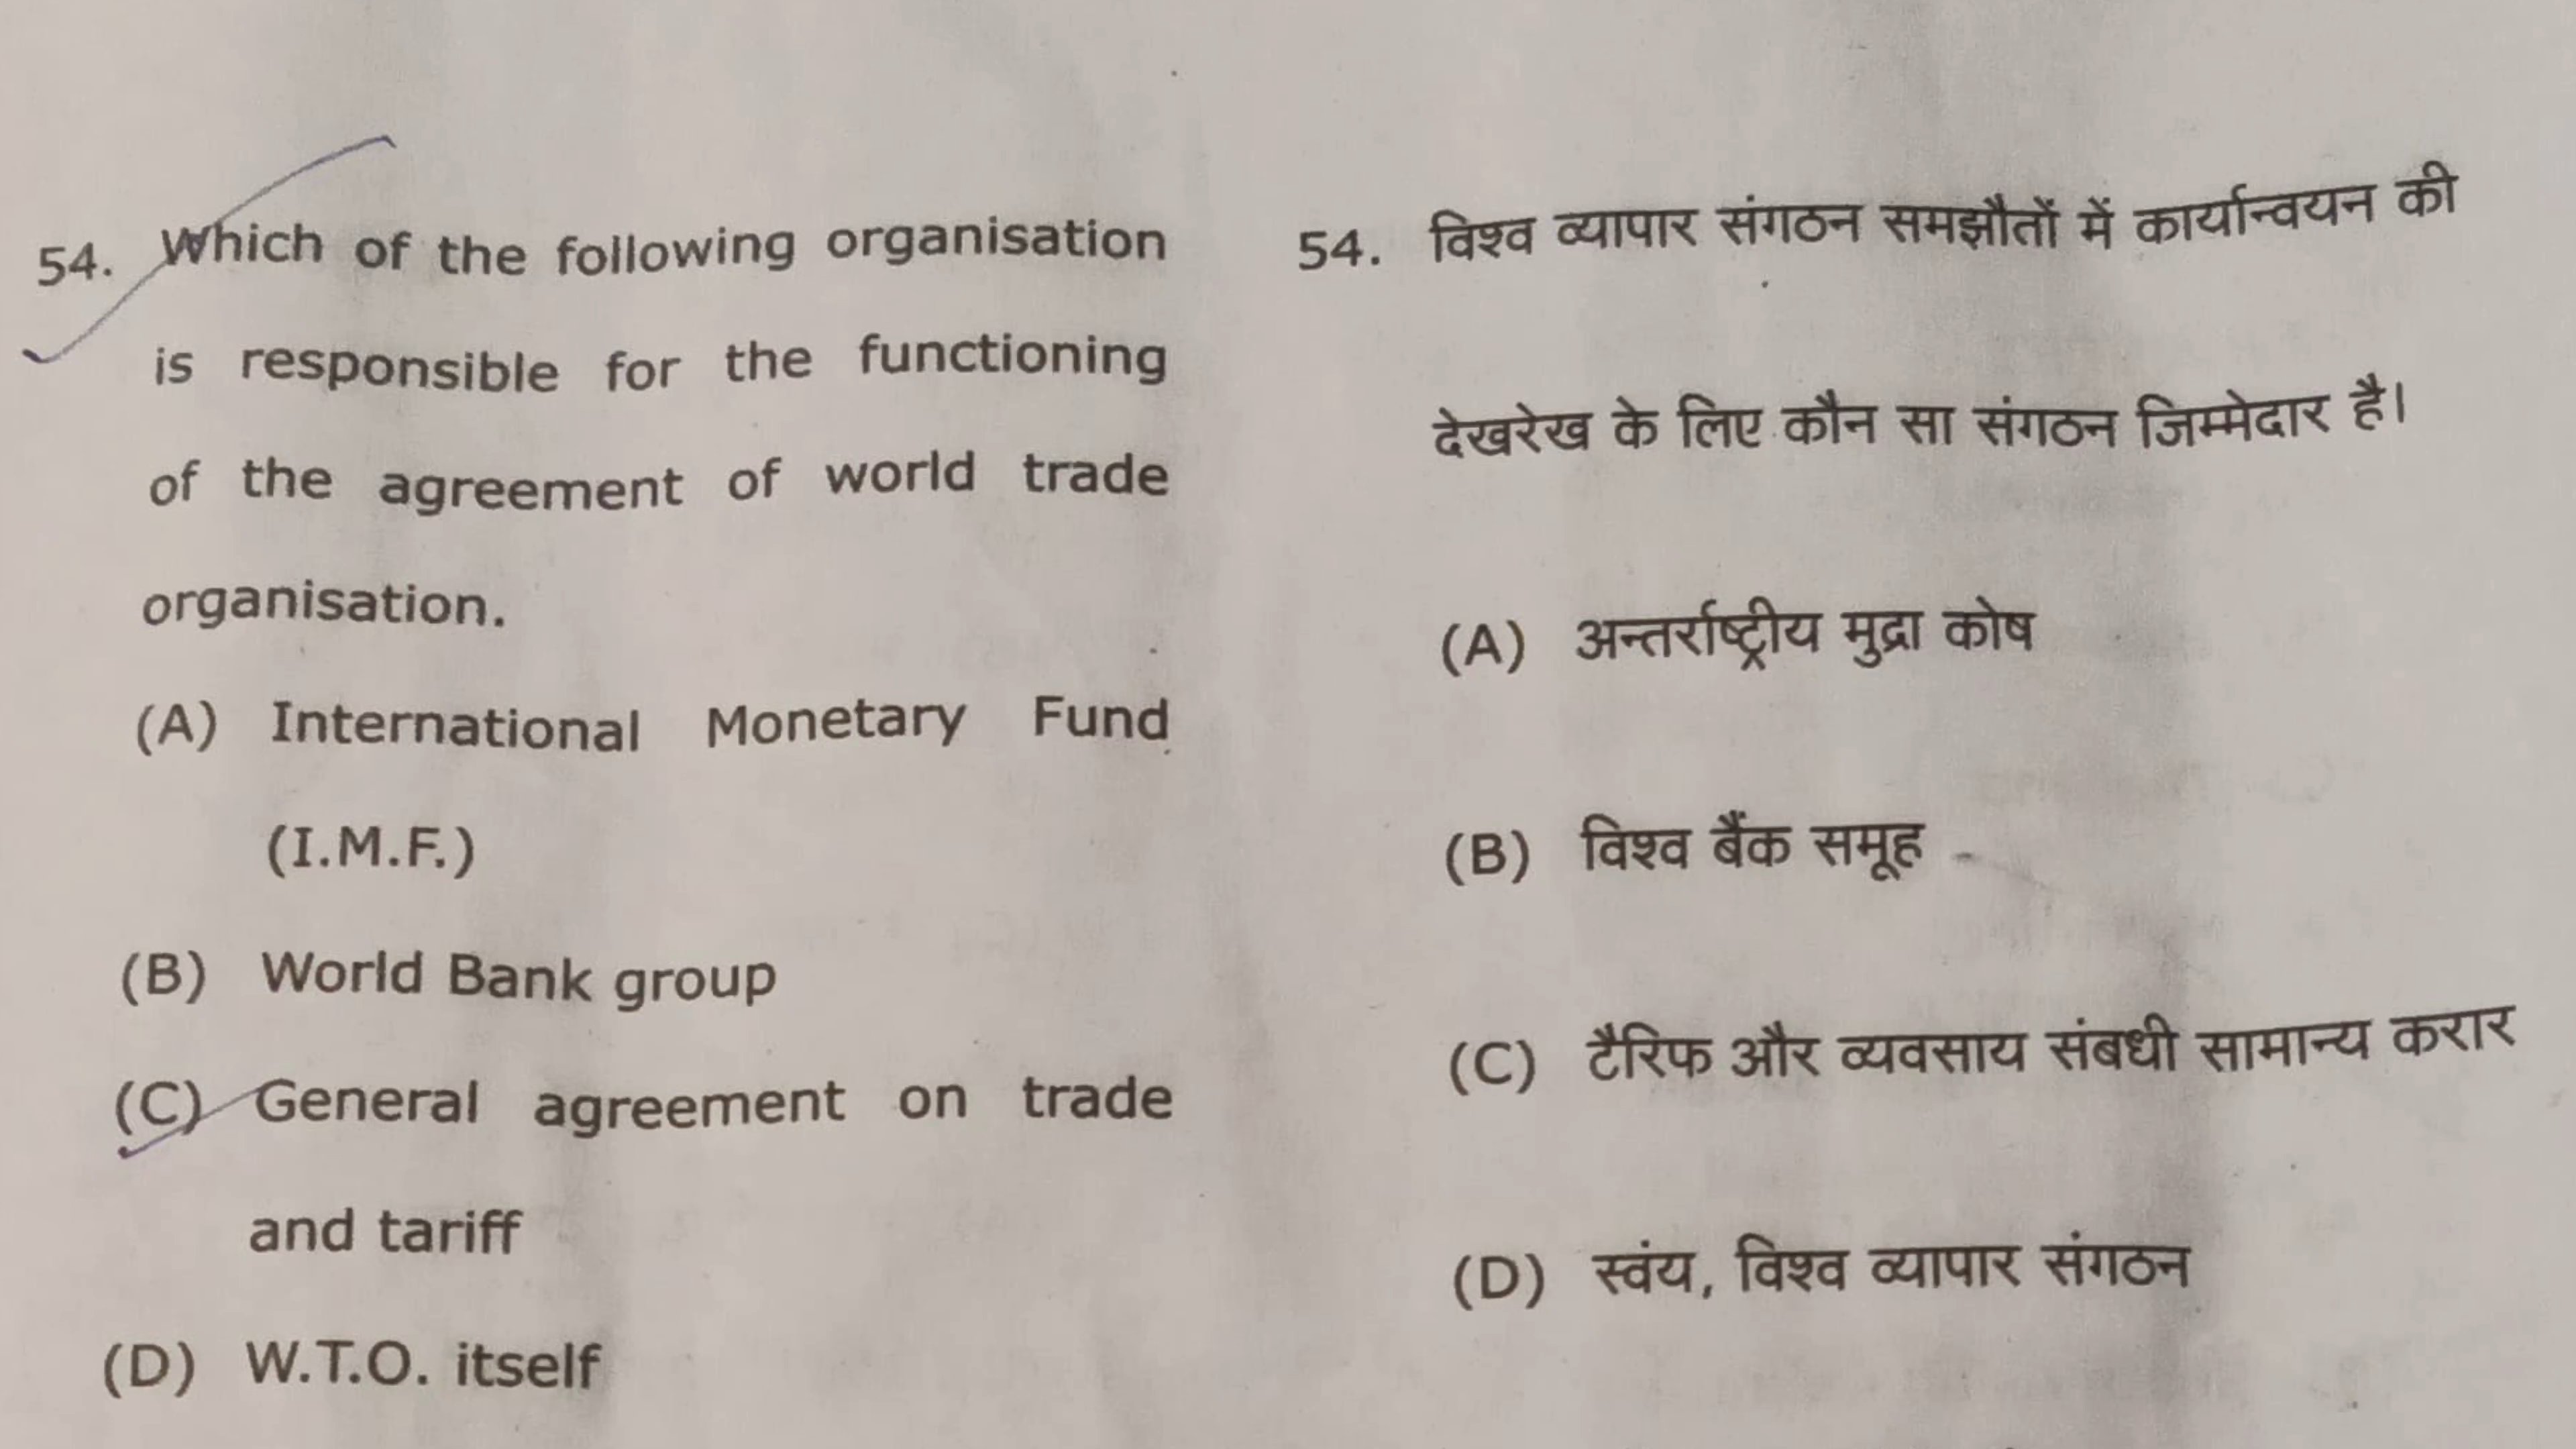 54. Which of the following organisation
is responsible for the functioning
of the agreement of world trade
organisation.
(A) International Monetary Fund
(I.M.F.)
(B) World Bank group
(C) General agreement on trade
and tariff
(D) W.T.O. itself
54. विश्व व्यापार संगठन समझौतों में कार्यान्वयन की
देखरेख के लिए कौन सा संगठन जिम्मेदार है।
(A) अन्तर्राष्ट्रीय मुद्रा कोष
(B) विश्व बैंक समूह
(C) टैरिफ और व्यवसाय संबधी सामान्य करार
(D) स्वंय, विश्व व्यापार संगठन